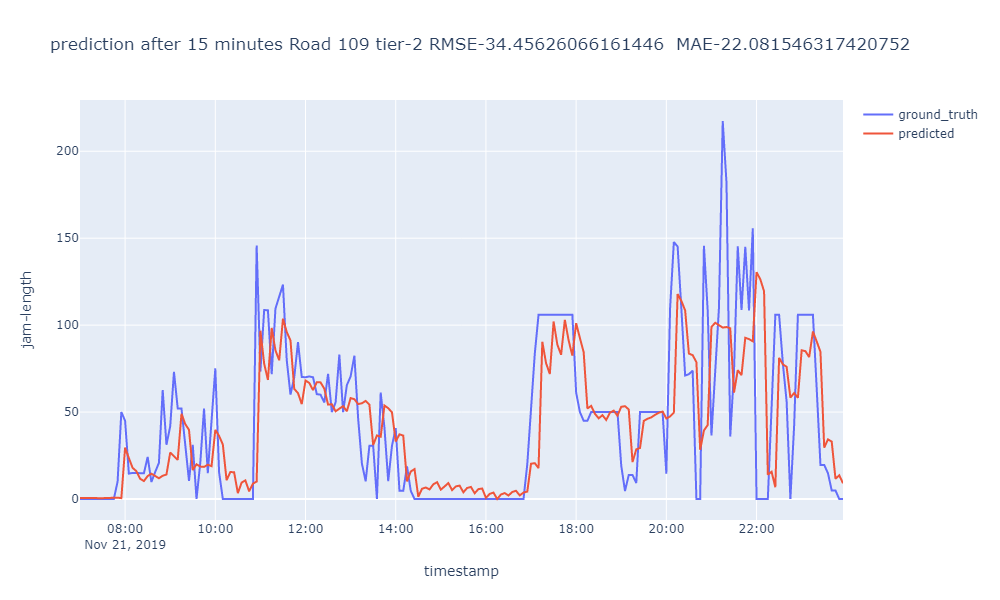 prediction after 15 minutes Road 109 tier-2 RMSE-34.45626066161446  MAE-22.081546317420752
ground_truth
predicted
200
150
100
50
0
jam-length
08:00 10:00 12:00 14:00 16:00 18:00 20:00 22:00
Nov 21, 2019
timestamp